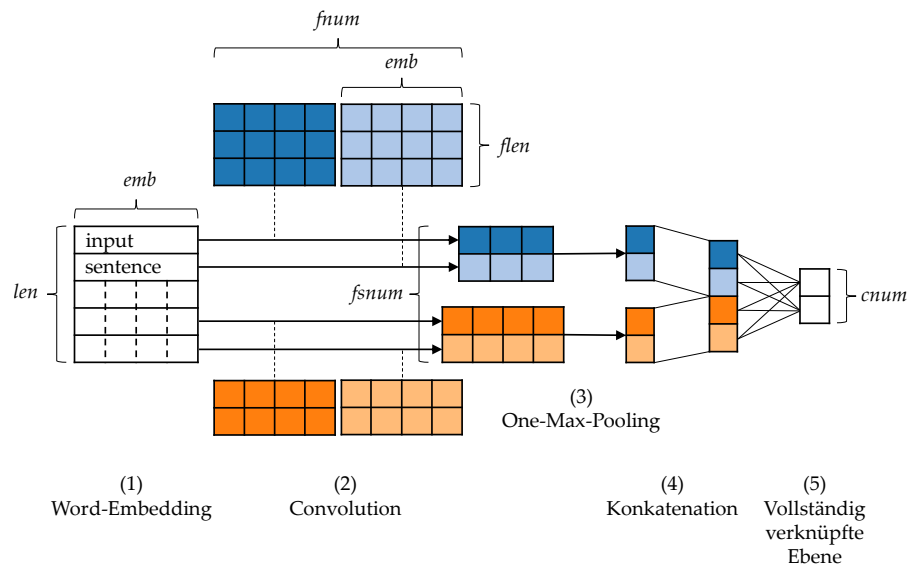 fnum
emb
flen
emb
input
sentence
len
fsnum
cnum
(3)
One-Max-Pooling
(1)
Word-Embedding
(2)
Convolution
(4)
Konkatenation
(5)
Vollständig
verknüpfte
Ebene